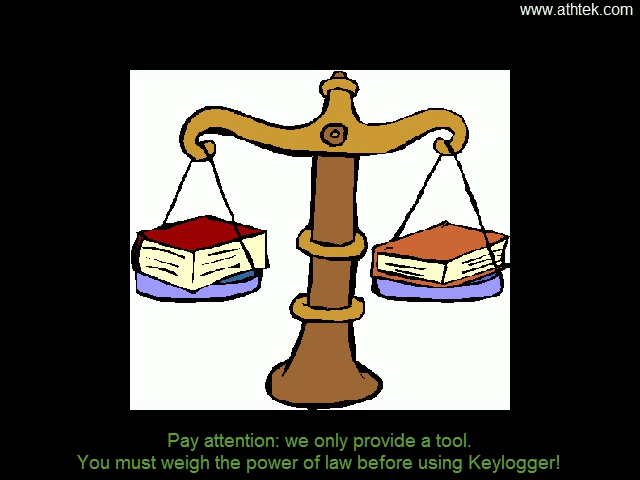 www.athtek.com
Pay attention: we only provide a tool.
You must weigh the power of law before using Keylogger!